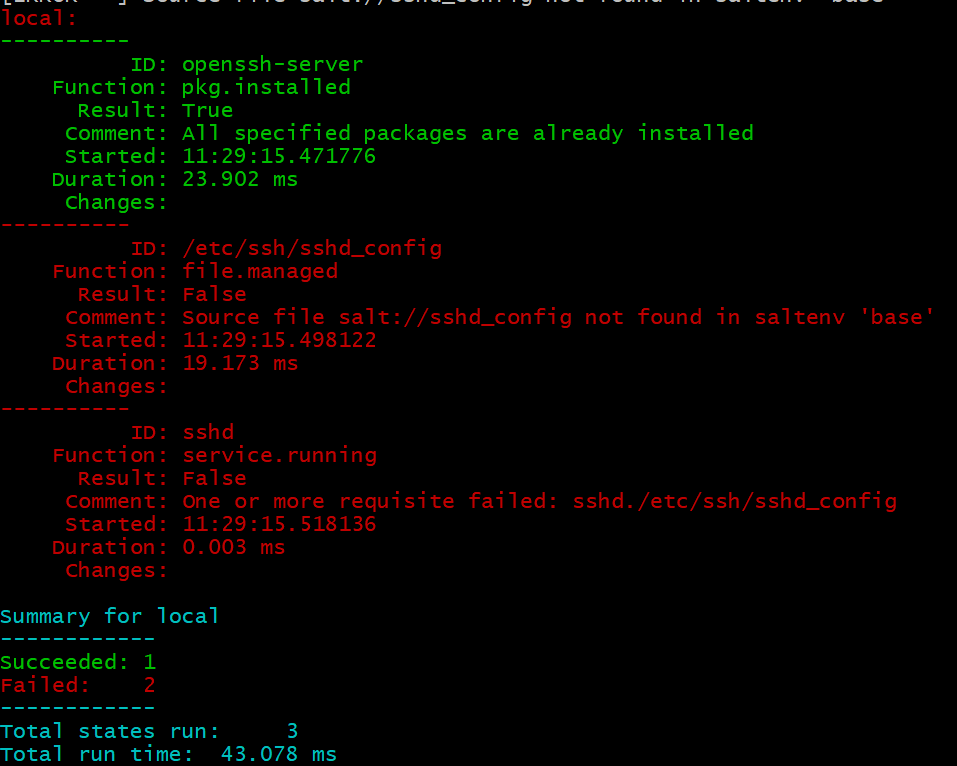 [ERROR   ] Source file salt://sshd_config not found in saltenv 'base'
local:
----------
          ID: openssh-server
    Function: pkg.installed
      Result: True
     Comment: All specified packages are already installed
     Started: 11:29:15.471776
    Duration: 23.902 ms
     Changes:
----------
          ID: /etc/ssh/sshd_config
    Function: file.managed
      Result: False
     Comment: Source file salt://sshd_config not found in saltenv 'base'
     Started: 11:29:15.498122
    Duration: 19.173 ms
     Changes:
----------
          ID: sshd
    Function: service.running
      Result: False
     Comment: One or more requisite failed: sshd./etc/ssh/sshd_config
     Started: 11:29:15.518136
    Duration: 0.003 ms
     Changes:
Summary for local
------------
Succeeded: 1
Failed:    2
------------
Total states run:     3
Total run time:  43.078 ms